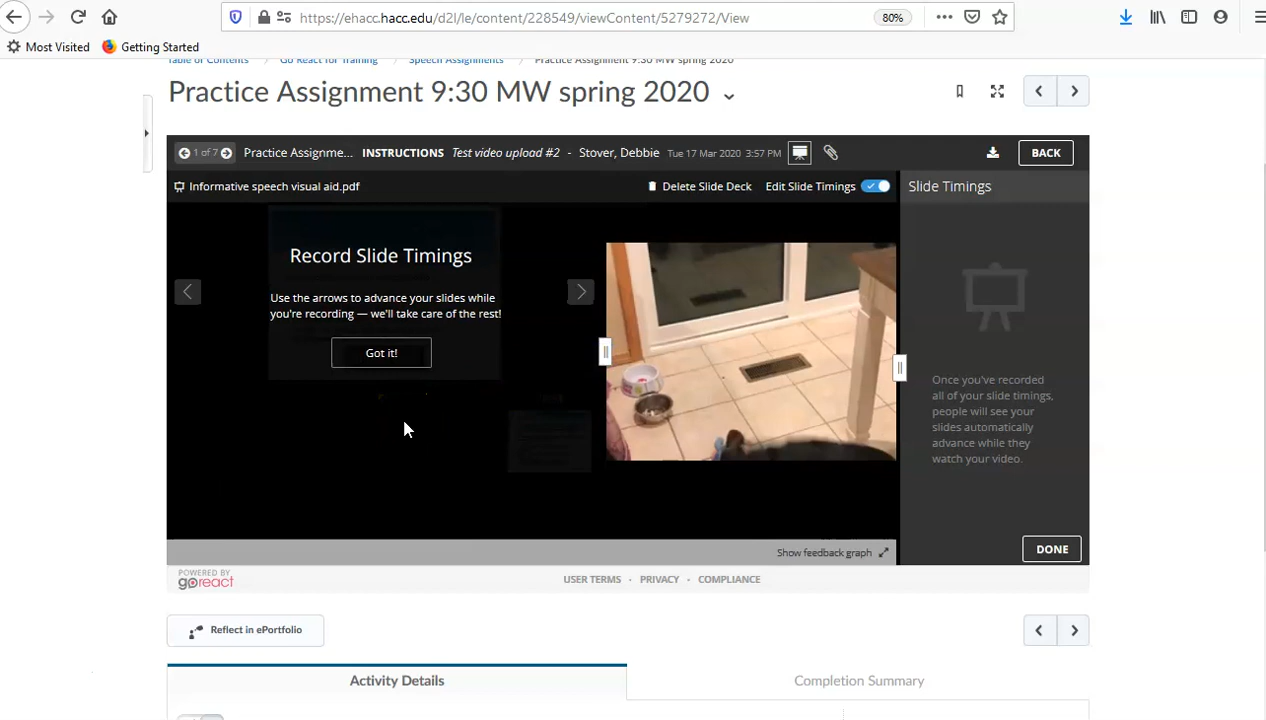 https://ehacc.hacc.edu/d2l/le/content/228549/viewContent/5279272/View
80%
Most Visited
Getting Started
Table of Contents
Go React for Training
Speech Assignments
Practice Assignment 9:30 MW spring 2020
Practice Assignment 9:30 MW spring 2020
1 of 7
Practice Assignme...
INSTRUCTIONS
Test video upload #2 - Stover, Debbie
Tue 17 Mar 2020 3:57 PM
BACK
Informative speech visual aid.pdf
Delete Slide Deck
Edit Slide Timings
Slide Timings
Record Slide Timings
Use the arrows to advance your slides while
you're recording — we'll take care of the rest!
Got it!
Once you've recorded
all of your slide timings,
people will see your
slides automatically
advance while they
watch your video.
Show feedback graph
DONE
POWERED BY
goreact
USER TERMS · PRIVACY · COMPLIANCE
Reflect in ePortfolio
Activity Details
Completion Summary